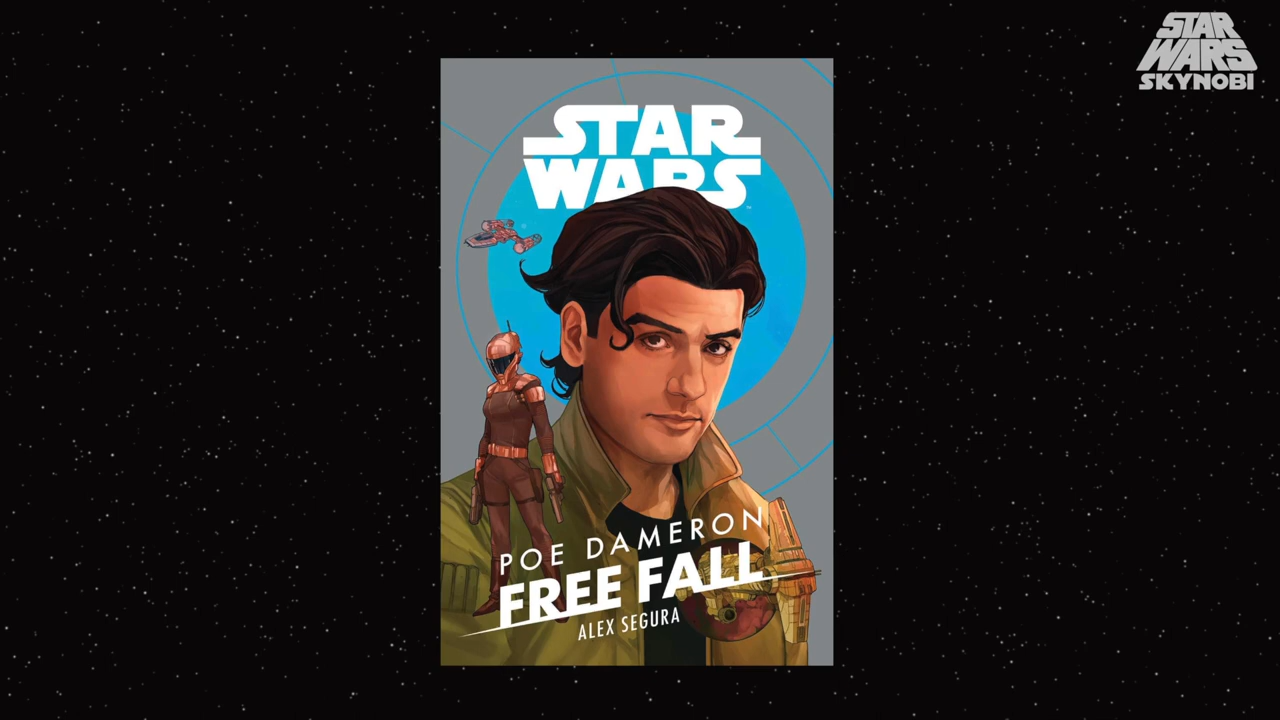 STAR
WARS
SKYNOBI
STAR
WARS
POE DAMERON
FREE FALL
ALEX SEGURA